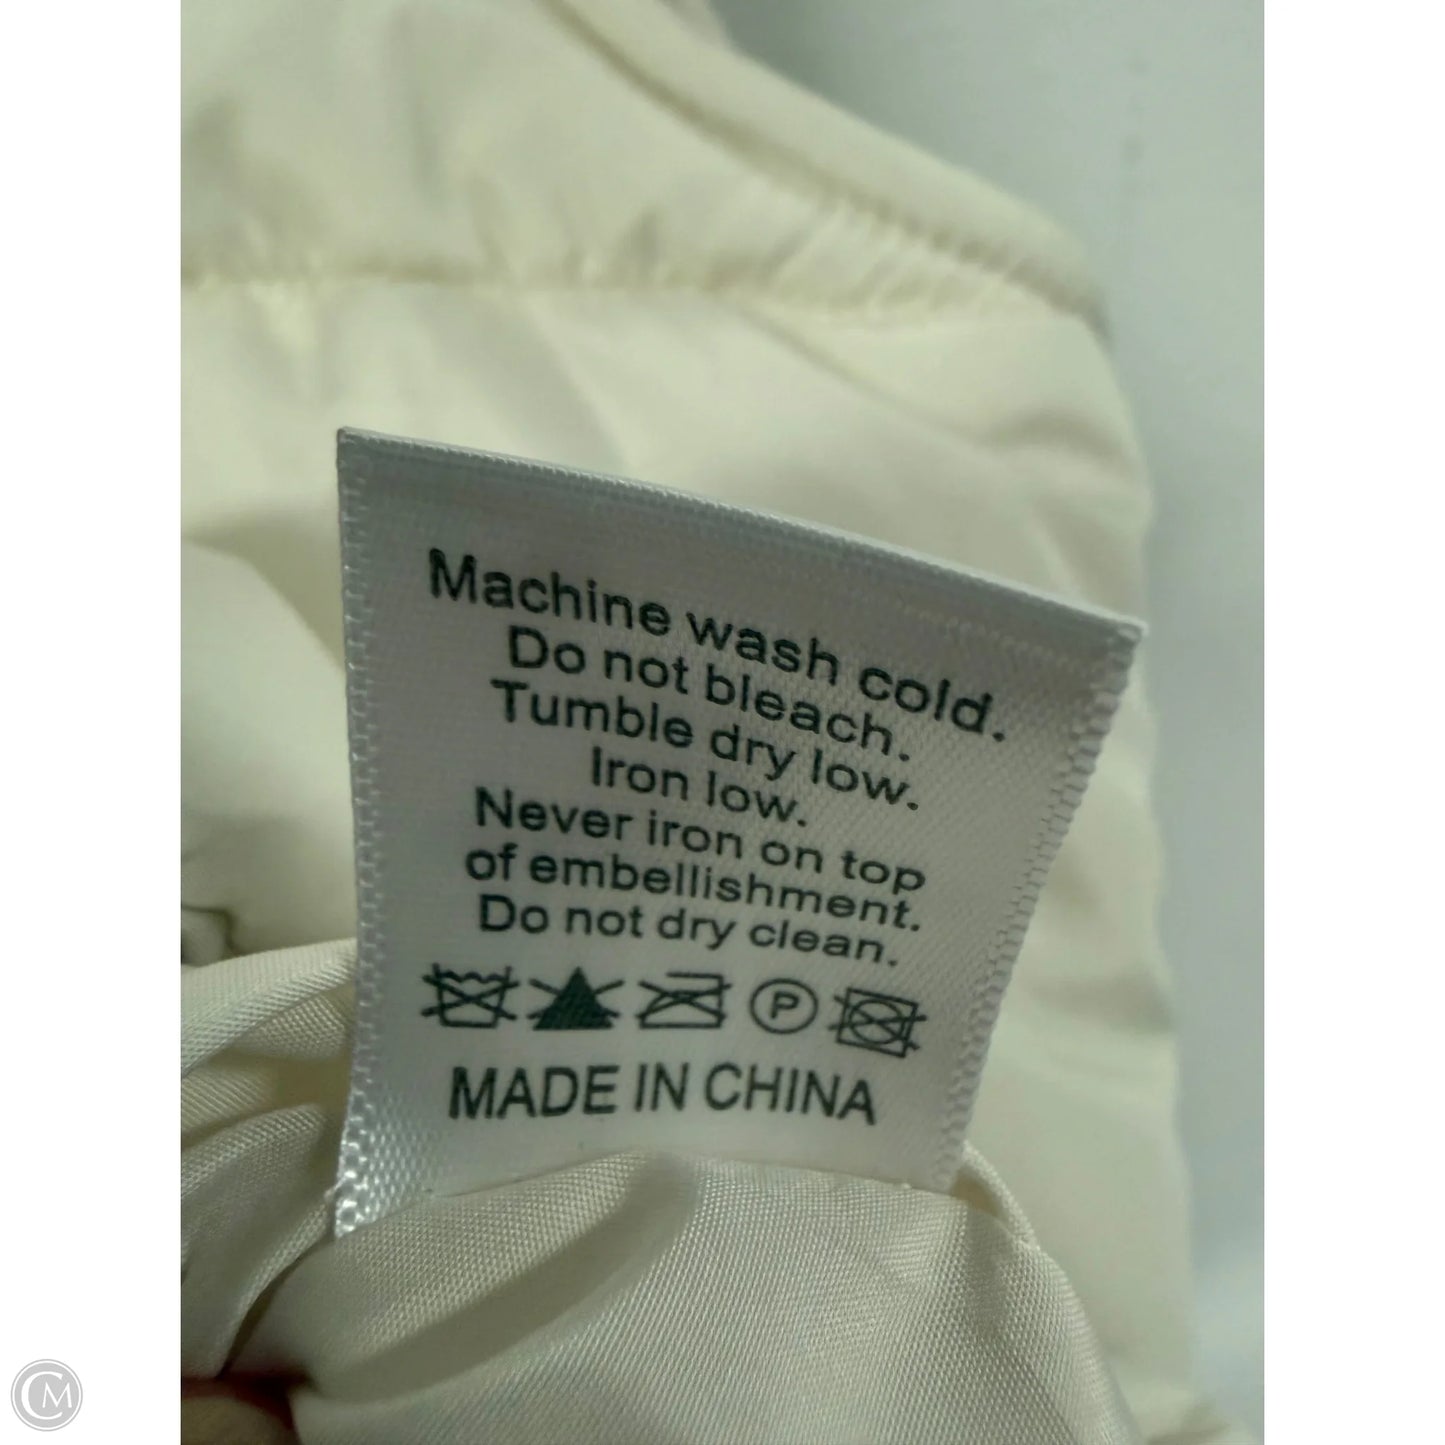 Machine wash cold.
Do not bleach.
Tumble dry low.
Iron low.
Never iron on top
of embellishment.
Do not dry clean.
P
MADE IN CHINA
CM